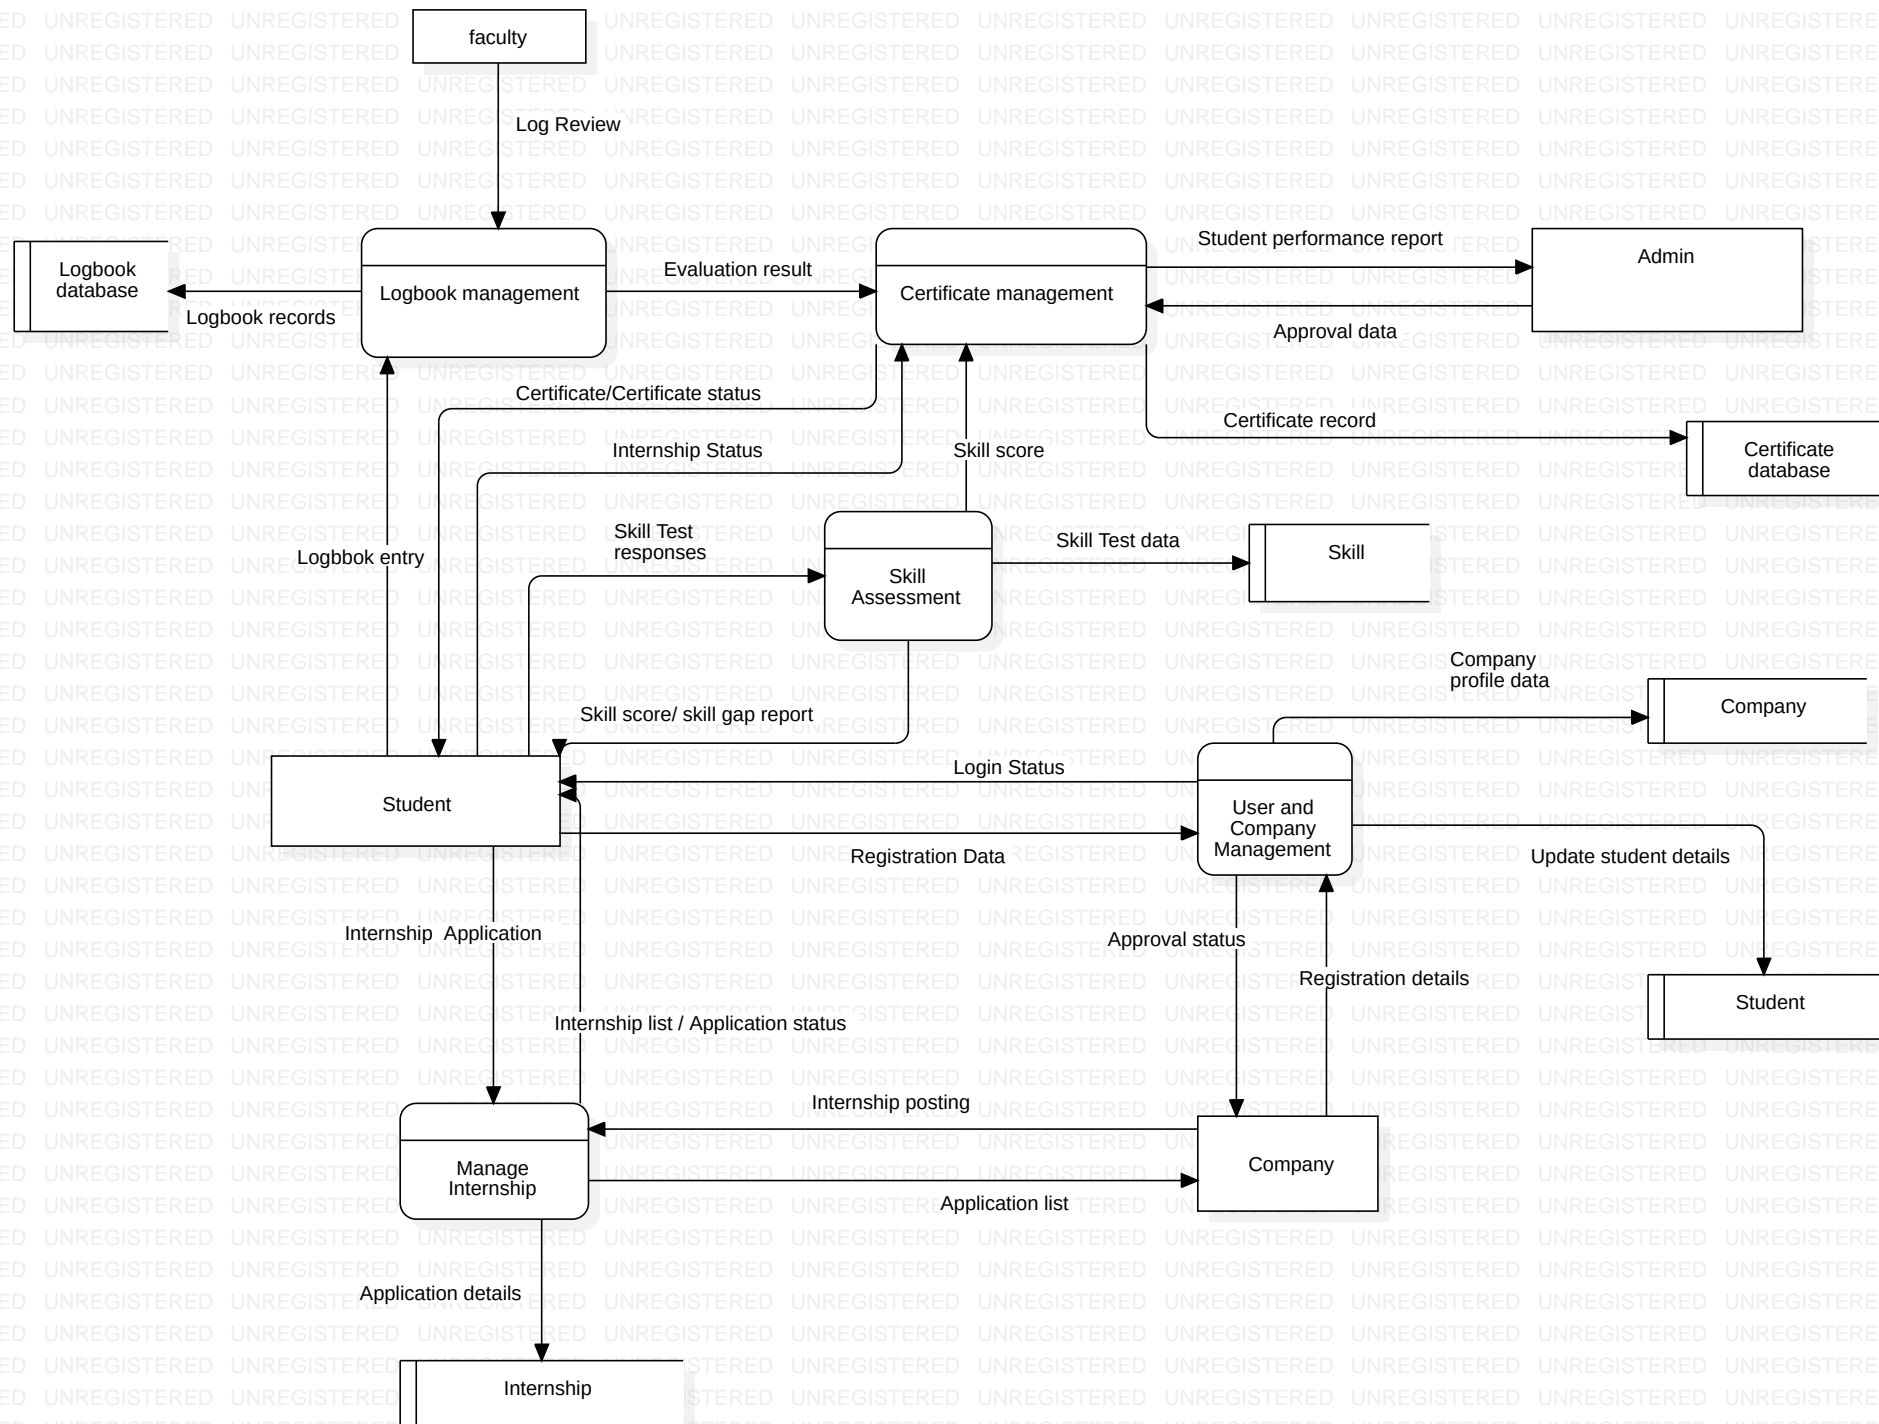 faculty
Log Review
Logbook
database
Logbook records
Logbook management
Evaluation result
Certificate management
Student performance report
Approval data
Admin
Certificate/Certificate status
Internship Status
Skill score
Certificate record
Certificate
database
Logbbok entry
Skill Test
responses
Skill
Assessment
Skill Test data
Skill
Company
profile data
Company
Skill score/ skill gap report
Login Status
Student
Registration Data
User and
Company
Management
Update student details
Student
Internship  Application
Approval status
Registration details
Internship list / Application status
Internship posting
Manage
Internship
Application list
Company
Application details
Internship
UNREGISTERED